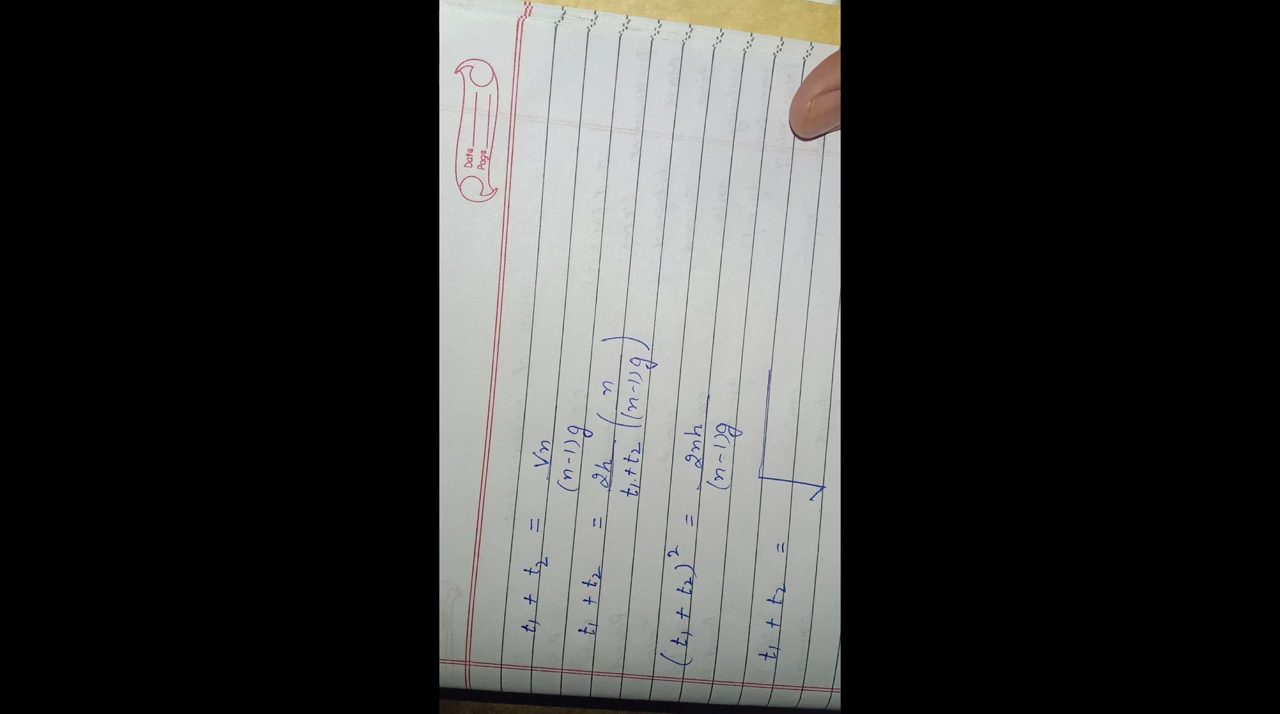 Date
Page
t₁ + t₂ = Vn/(n-1)g
t₁ + t₂ = 2h/(t₁+t₂) (n/(n-1)g)
(t₁ + t₂)² = 2nh/(n-1)g
t₁ + t₂ = √